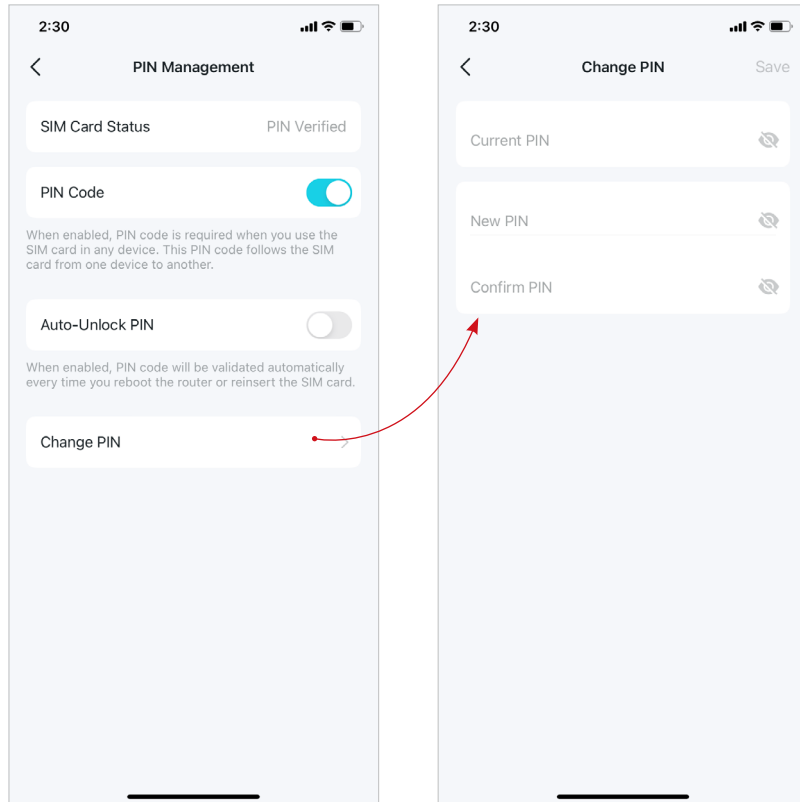 2:30
PIN Management
SIM Card Status
PIN Verified
PIN Code
When enabled, PIN code is required when you use the
SIM card in any device. This PIN code follows the SIM
card from one device to another.
Auto-Unlock PIN
When enabled, PIN code will be validated automatically
every time you reboot the router or reinsert the SIM card.
Change PIN
2:30
Change PIN
Save
Current PIN
New PIN
Confirm PIN